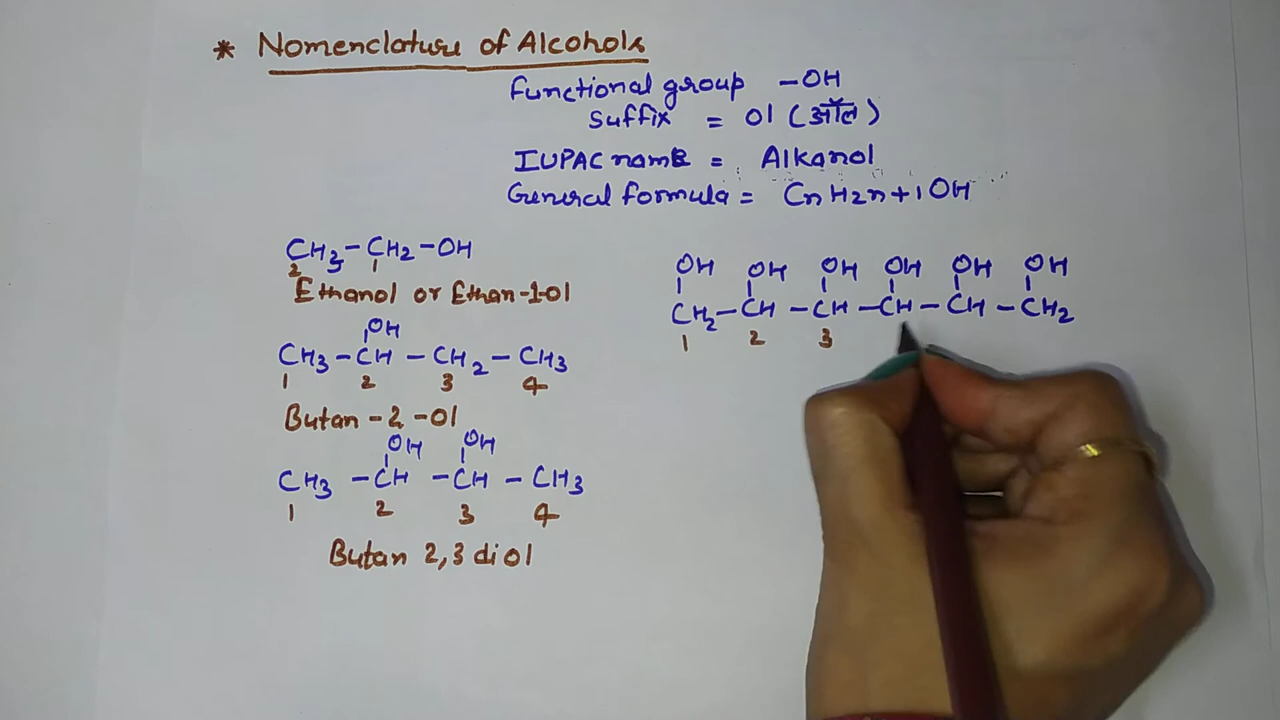 * Nomenclature of Alcohols
Functional group -OH
Suffix = ol (ऑल)
IUPAC name = Alkanol
General formula = CnH2n+1OH
CH3-CH2-OH
2 1
Ethanol or Ethan-1-ol
OH
CH3-CH-CH2-CH3
1 2 3 4
Butan-2-ol
OH OH
CH3-CH-CH-CH3
1 2 3 4
Butan 2,3 diol
OH OH OH OH OH OH
CH2-CH-CH-CH-CH-CH2
1 2 3